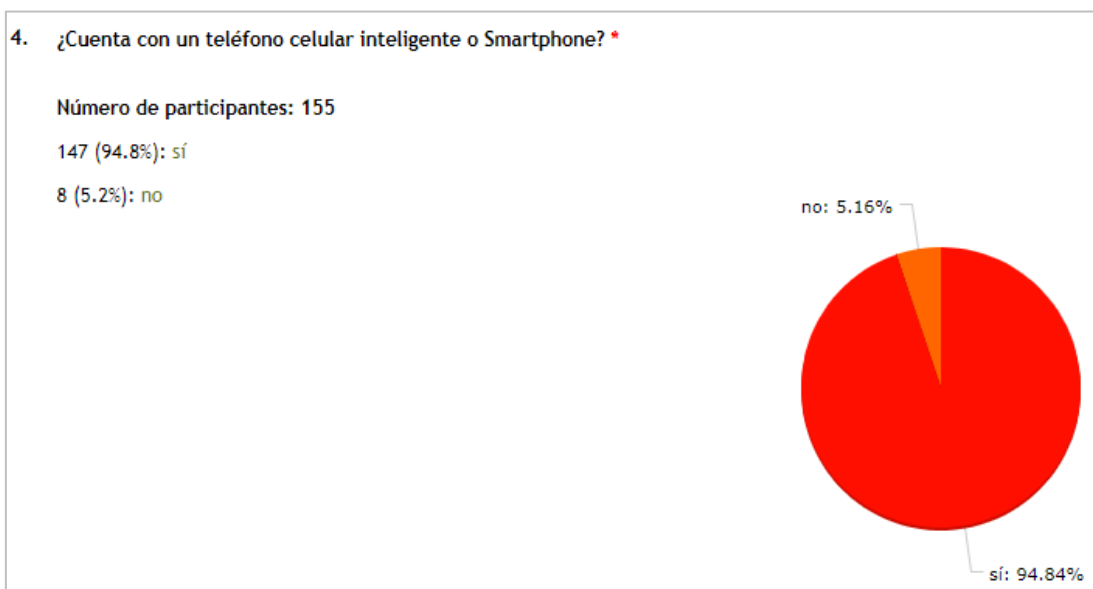 4. ¿Cuenta con un teléfono celular inteligente o Smartphone? *
Número de participantes: 155
147 (94.8%): sí
8 (5.2%): no
no: 5.16%
sí: 94.84%